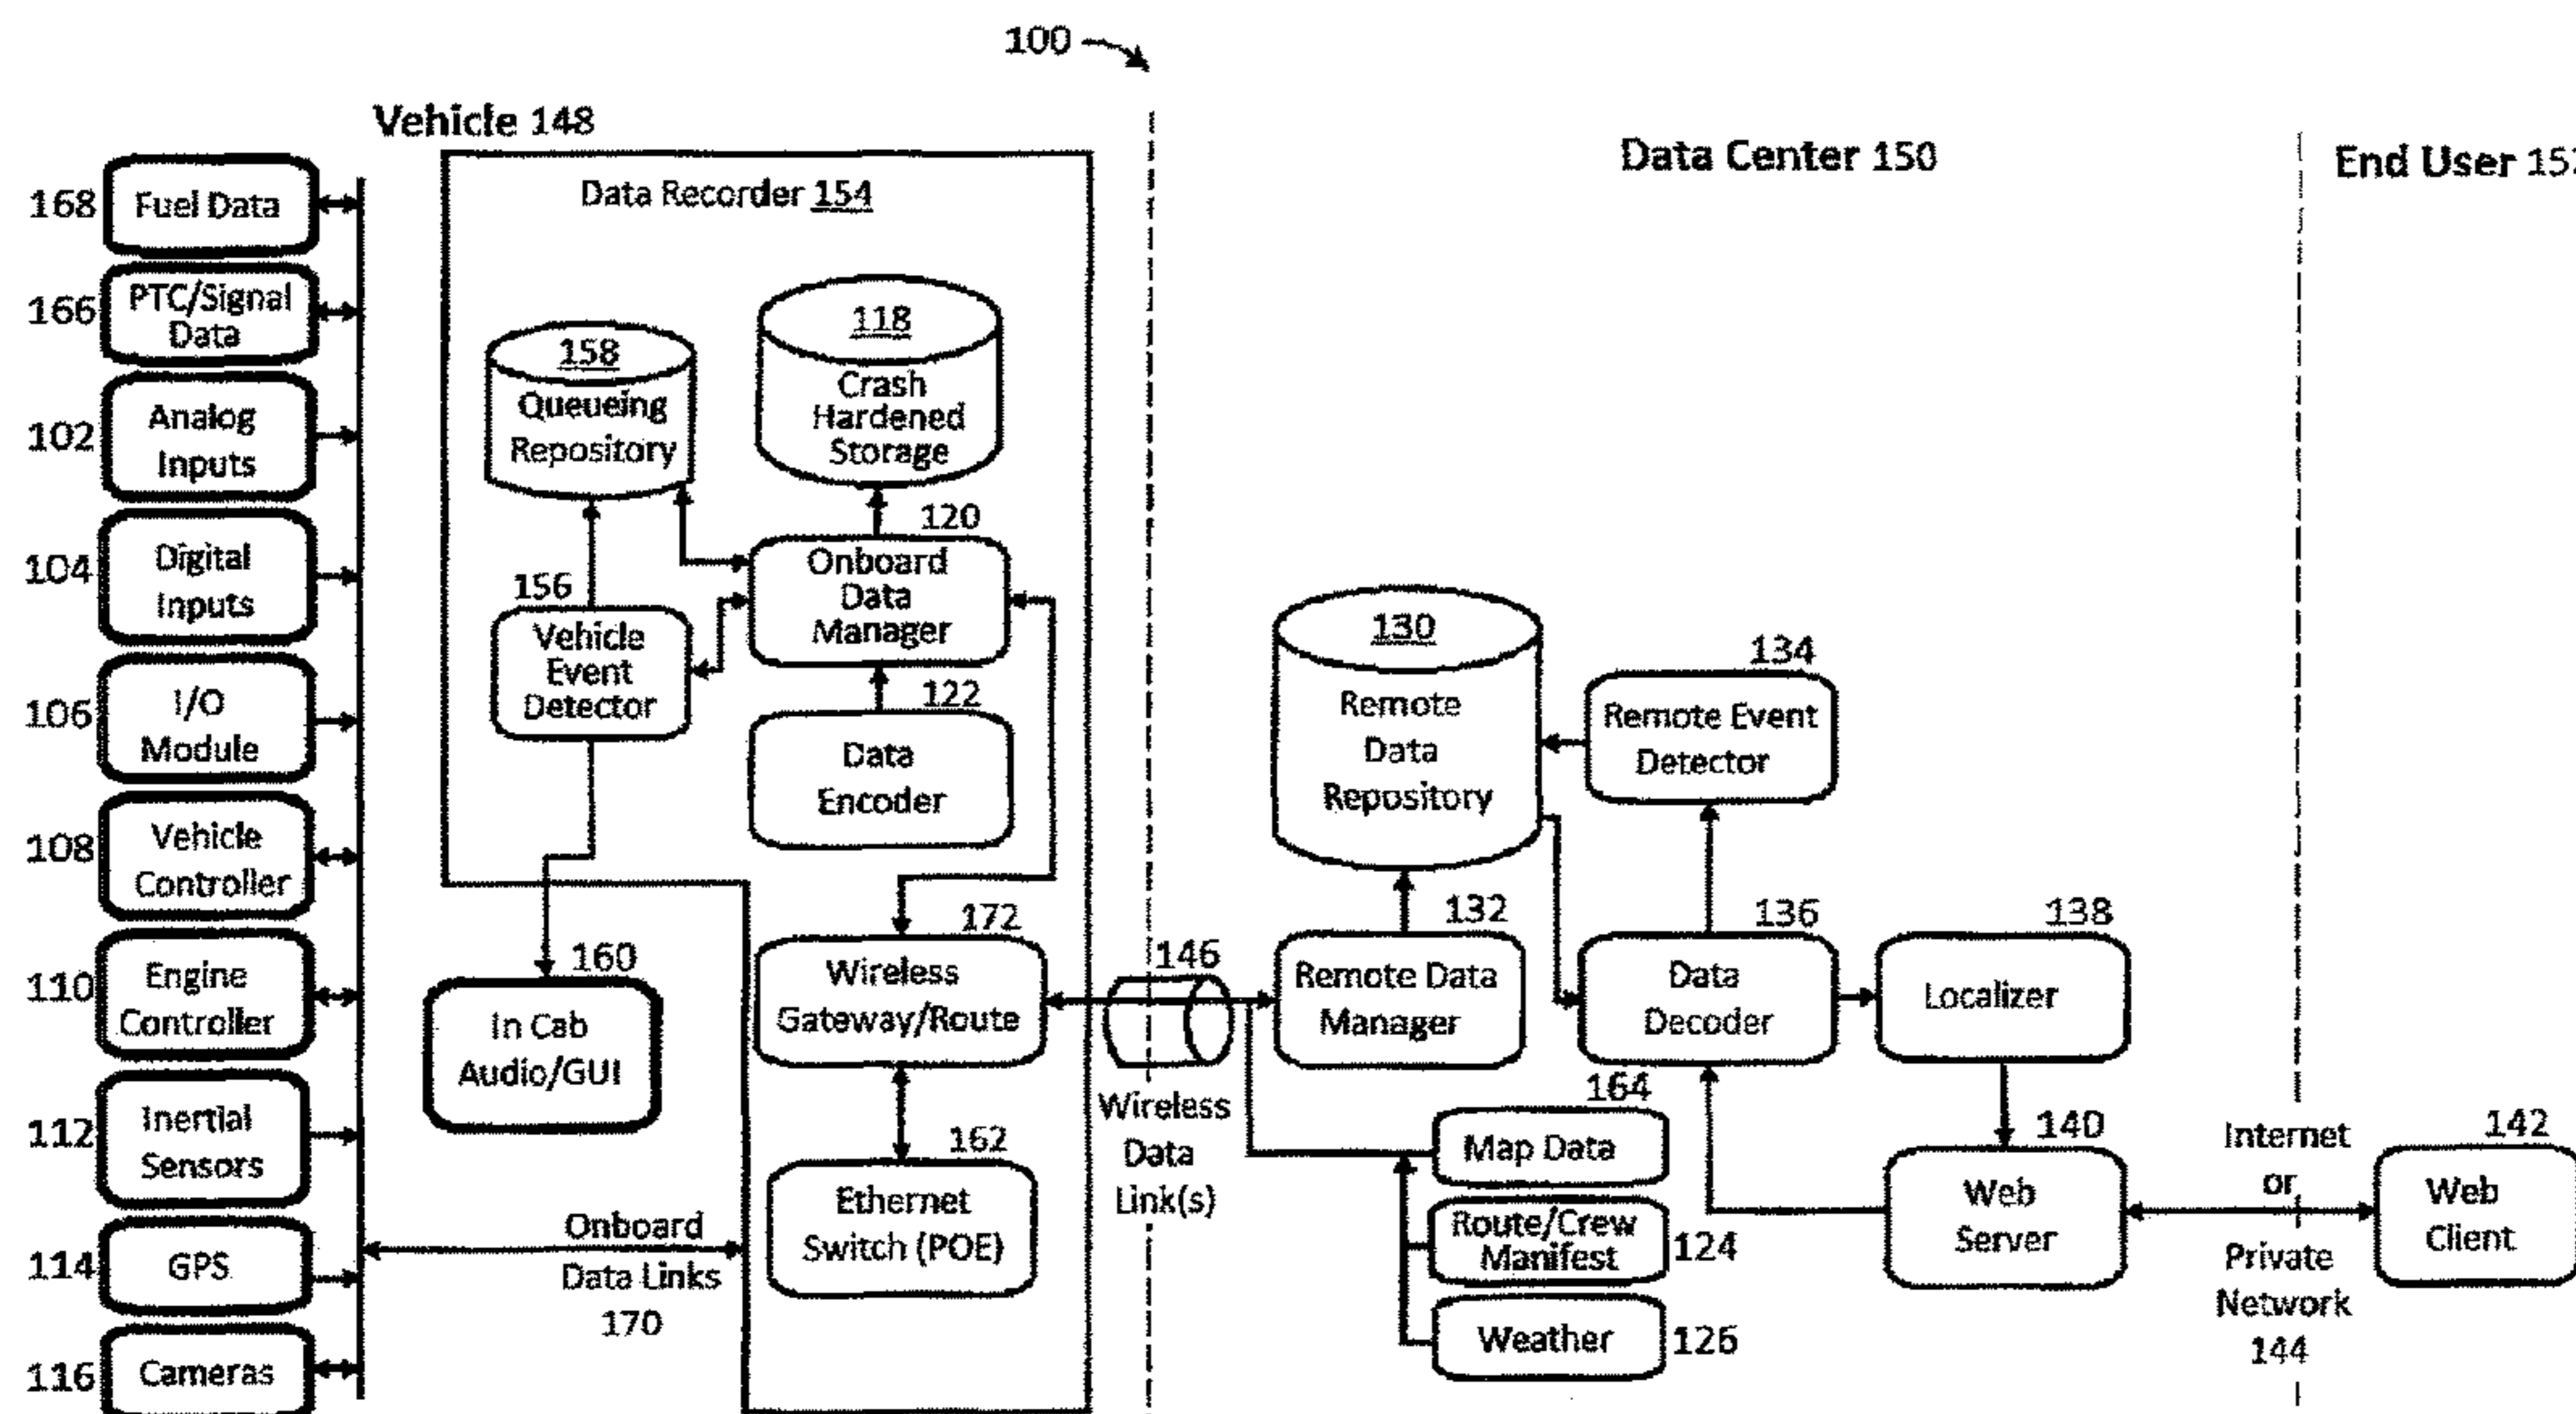 100
Vehicle 148
Data Center 150
End User 152
Data Recorder 154
168
Fuel Data
166
PTC/Signal
Data
102
Analog
Inputs
104
Digital
Inputs
106
I/O
Module
108
Vehicle
Controller
110
Engine
Controller
112
Inertial
Sensors
114
GPS
116
Cameras
158
Queueing
Repository
118
Crash
Hardened
Storage
120
Onboard
Data
Manager
156
Vehicle
Event
Detector
122
Data
Encoder
160
In Cab
Audio/GUI
172
Wireless
Gateway/Route
162
Ethernet
Switch (POE)
Onboard
Data Links
170
146
Wireless
Data
Link(s)
130
Remote
Data
Repository
134
Remote Event
Detector
132
Remote Data
Manager
136
Data
Decoder
138
Localizer
164
Map Data
Route/Crew
Manifest
124
Weather
126
140
Web
Server
Internet
or
Private
Network
144
142
Web
Client